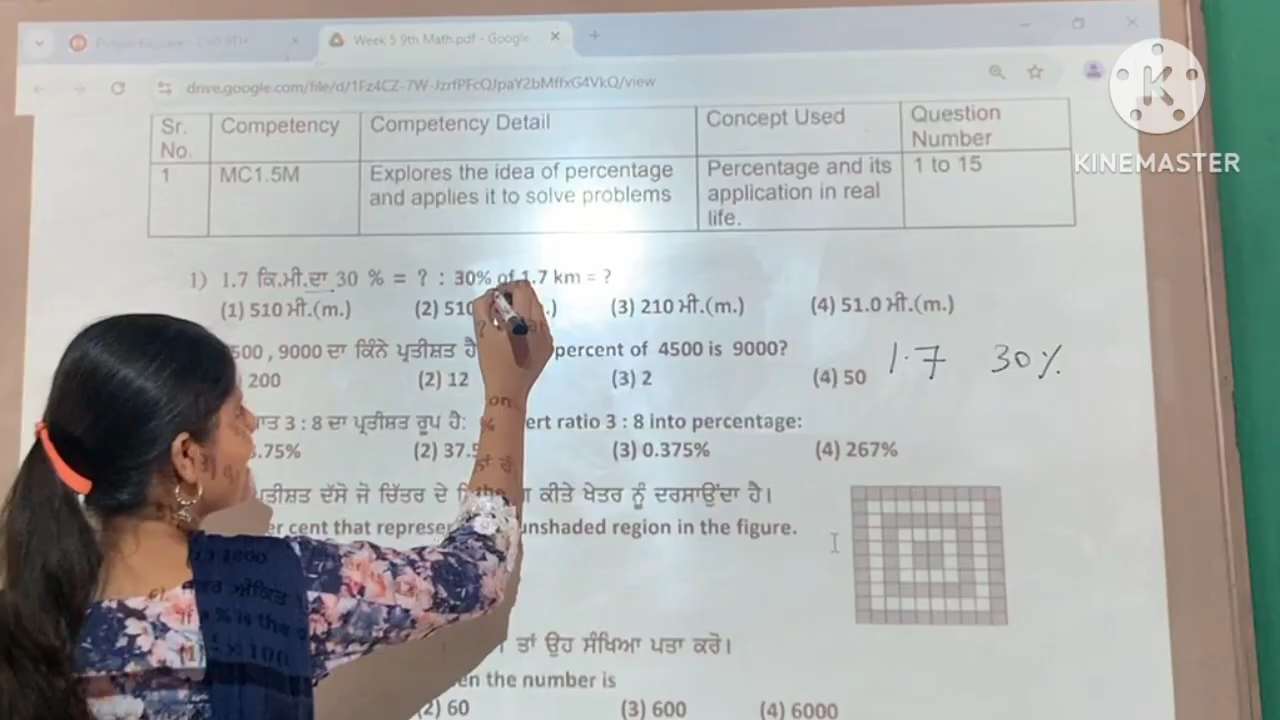 Week 5 9th Math.pdf - Google
drive.google.com/file/d/1Fz4CZ-7W-JzrfPFcQJpaY2bMffxG4VkQ/view
KINEMASTER
Sr. No. Competency Competency Detail Concept Used Question Number
1 MC1.5M Explores the idea of percentage and applies it to solve problems Percentage and its application in real life. 1 to 15
1) 1.7 ਕਿ.ਮੀ.ਦਾ 30 % = ? : 30% of 1.7 km = ?
(1) 510 ਮੀ.(m.) (2) 510 .) (3) 210 ਮੀ.(m.) (4) 51.0 ਮੀ.(m.)
500 , 9000 ਦਾ ਕਿੰਨੇ ਪ੍ਰਤੀਸ਼ਤ ਹੈ percent of 4500 is 9000?
200 (2) 12 (3) 2 (4) 50
1.7 30%
3 : 8 ਦਾ ਪ੍ਰਤੀਸ਼ਤ ਰੂਪ ਹੈ: ert ratio 3 : 8 into percentage:
.75% (2) 37.5 (3) 0.375% (4) 267%
ਦੱਸੋ ਜੋ ਚਿੱਤਰ ਦੇ ਕੀਤੇ ਖੇਤਰ ਨੂੰ ਦਰਸਾਉਂਦਾ ਹੈ।
er cent that represe unshaded region in the figure.
ਤਾਂ ਉਹ ਸੰਖਿਆ ਪਤਾ ਕਰੋ।
en the number is
(2) 60 (3) 600 (4) 6000